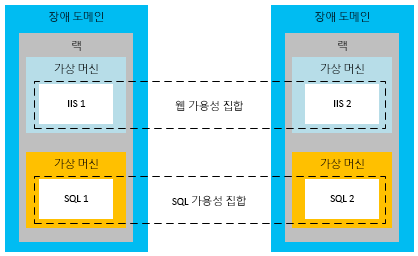 장애 도메인
장애 도메인
랙
랙
가상 머신
가상 머신
IIS 1
웹 가용성 집합
IIS 2
가상 머신
가상 머신
SQL 1
SQL 가용성 집합
SQL 2